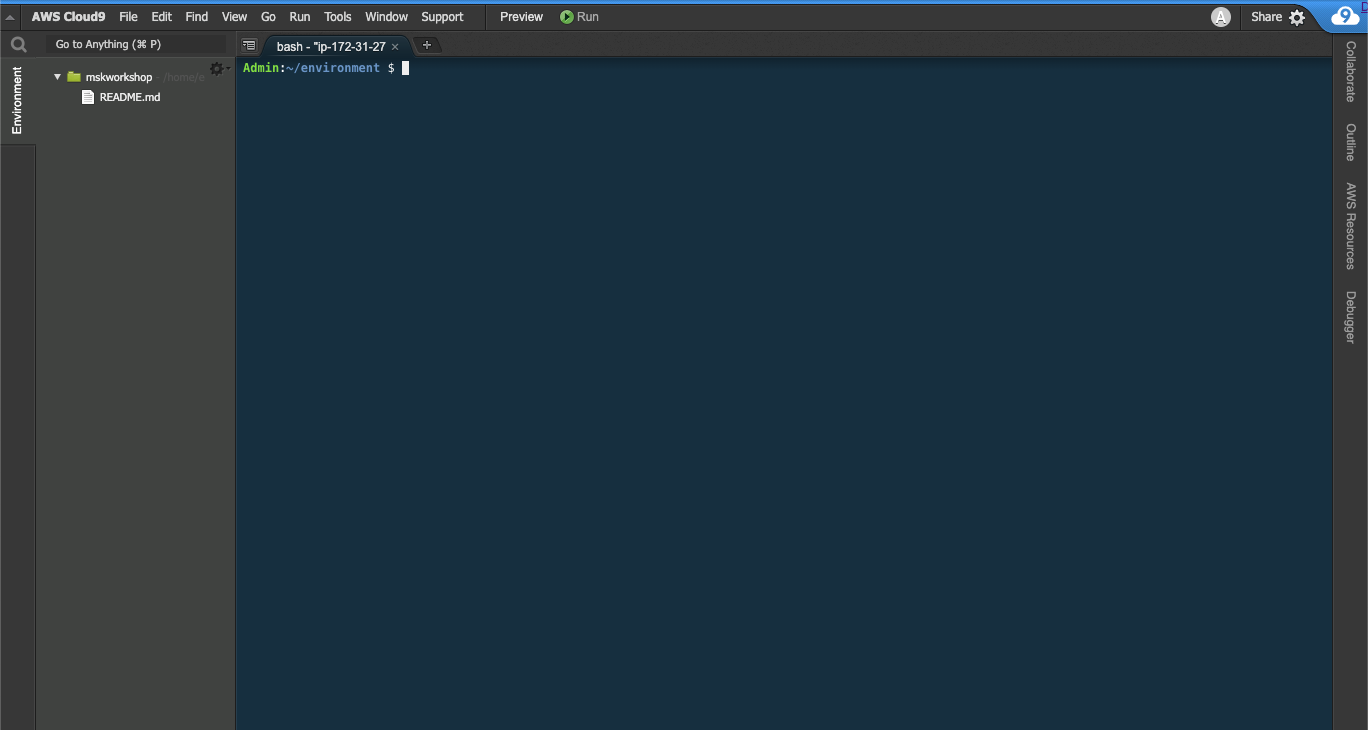 AWS Cloud9 File Edit Find View Go Run Tools Window Support Preview Run A Share 9 D
Go to Anything (⌘ P) bash - "ip-172-31-27 × +
Environment
mskworkshop - /home/e
README.md
Admin:~/environment $
Collaborate
Outline
AWS Resources
Debugger